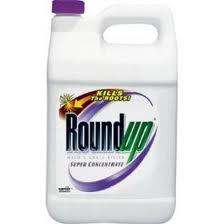 KILLS
The ROOTS!
Roundup
WEED & GRASS KILLER
SUPER CONCENTRATE